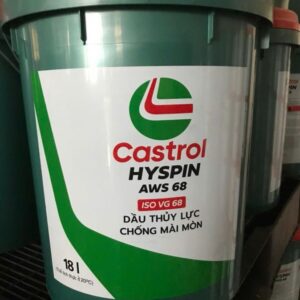 Castrol
HYSPIN
AWS 68
ISO VG 68
DẦU THỦY LỰC
CHỐNG MÀI MÒN
18 l